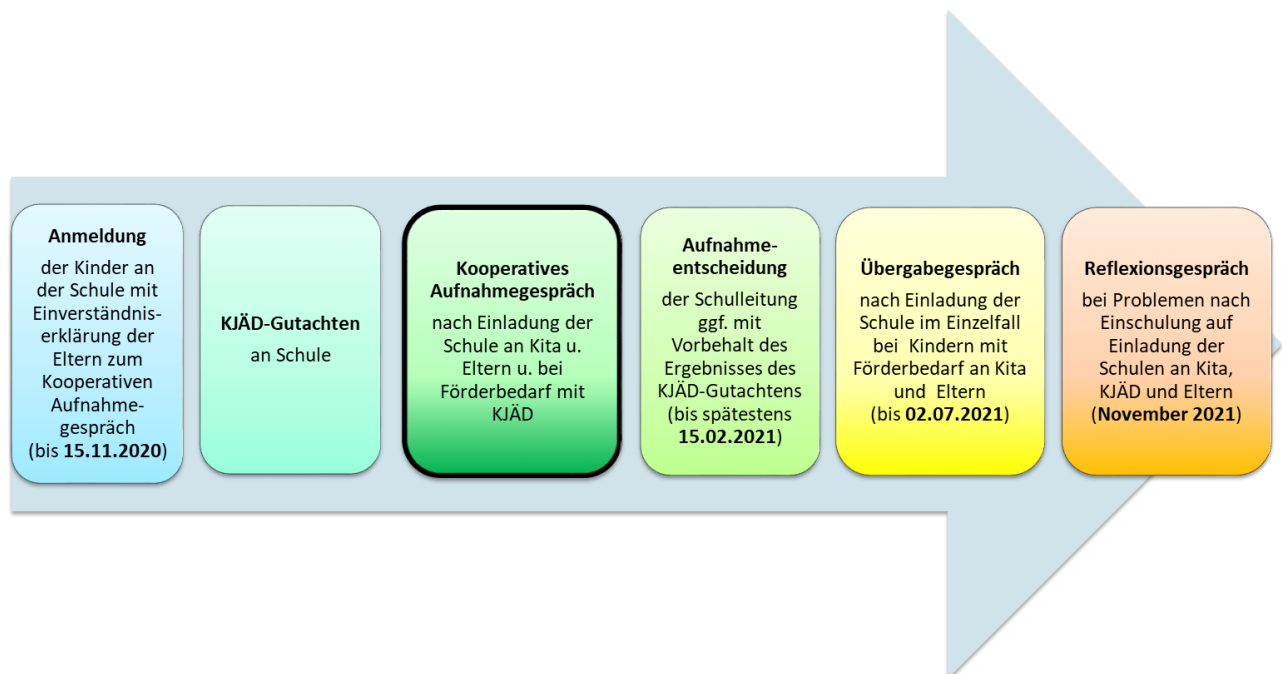 Anmeldung
der Kinder an
der Schule mit
Einverständnis-
erklärung der
Eltern zum
Kooperativen
Aufnahme-
gespräch
(bis 15.11.2020)
KJÄD-Gutachten
an Schule
Kooperatives
Aufnahmegespräch
nach Einladung der
Schule an Kita u.
Eltern u. bei
Förderbedarf mit
KJÄD
Aufnahme-
entscheidung
der Schulleitung
ggf. mit
Vorbehalt des
Ergebnisses des
KJÄD-Gutachtens
(bis spätestens
15.02.2021)
Übergabegespräch
nach Einladung der
Schule im Einzelfall
bei Kindern mit
Förderbedarf an Kita
und Eltern
(bis 02.07.2021)
Reflexionsgespräch
bei Problemen nach
Einschulung auf
Einladung der
Schulen an Kita,
KJÄD und Eltern
(November 2021)